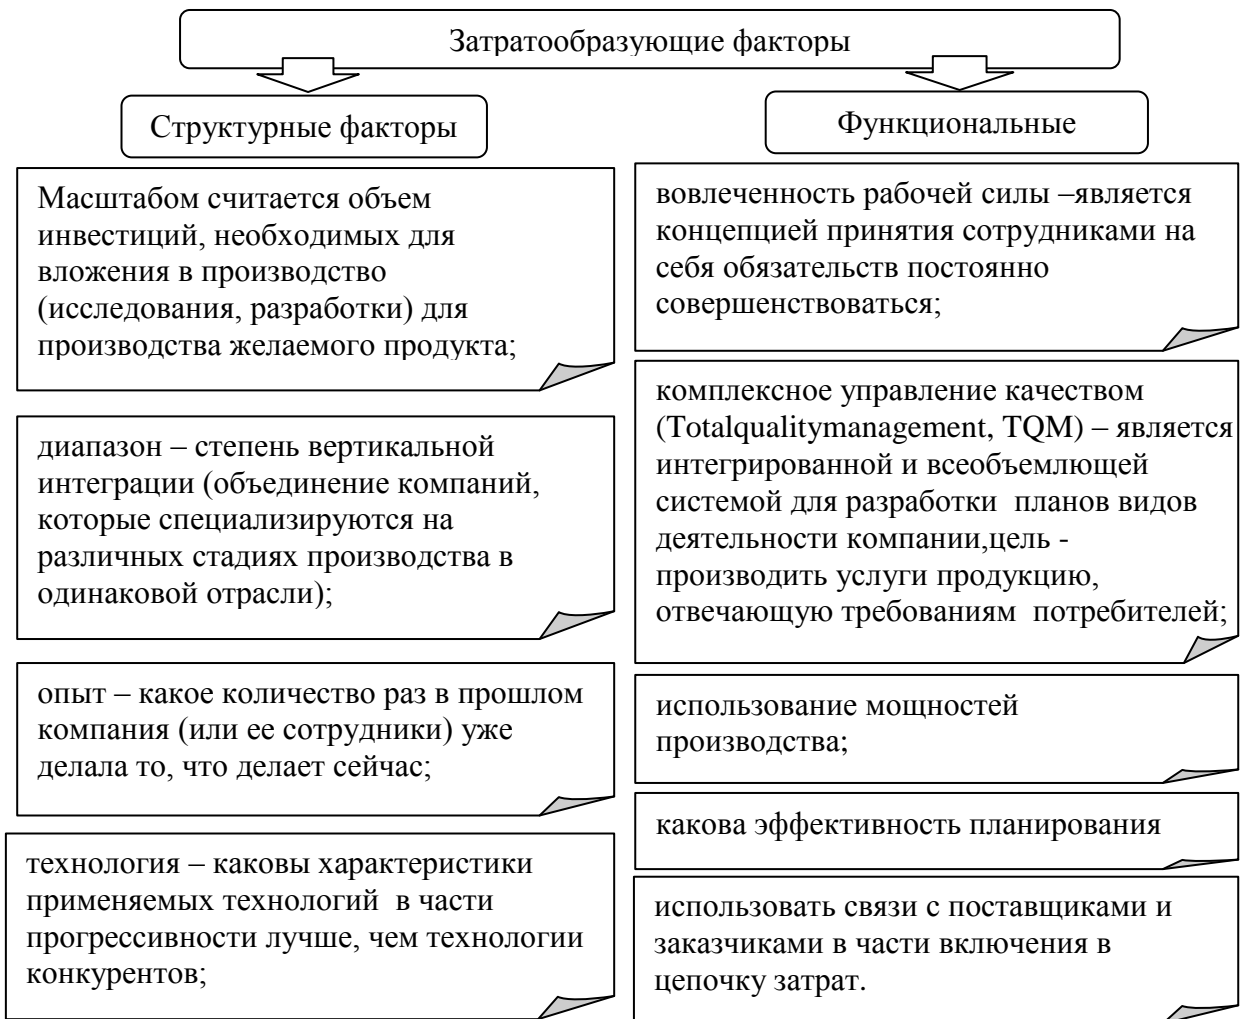 Затратообразующие факторы
Структурные факторы
Масштабом считается объем
инвестиций, необходимых для
вложения в производство
(исследования, разработки) для
производства желаемого продукта;
диапазон – степень вертикальной
интеграции (объединение компаний,
которые специализируются на
различных стадиях производства в
одинаковой отрасли);
опыт – какое количество раз в прошлом
компания (или ее сотрудники) уже
делала то, что делает сейчас;
технология – каковы характеристики
применяемых технологий  в части
прогрессивности лучше, чем технологии
конкурентов;
Функциональные
вовлеченность рабочей силы –является
концепцией принятия сотрудниками на
себя обязательств постоянно
совершенствоваться;
комплексное управление качеством
(Totalqualitymanagement, TQM) – является
интегрированной и всеобъемлющей
системой для разработки  планов видов
деятельности компании,цель -
производить услуги продукцию,
отвечающую требованиям  потребителей;
использование мощностей
производства;
какова эффективность планирования
использовать связи с поставщиками и
заказчиками в части включения в
цепочку затрат.